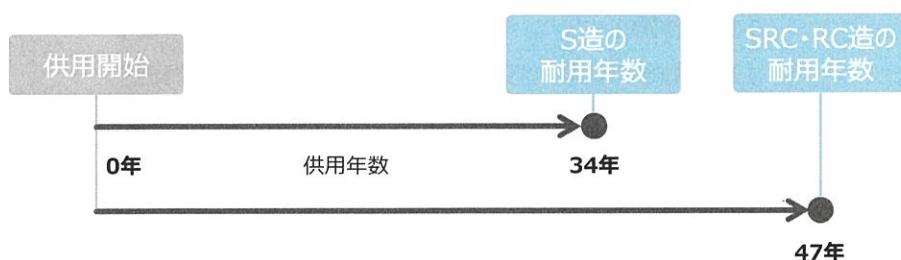 供用開始
S造の
耐用年数
SRC・RC造の
耐用年数
0年
供用年数
34年
47年